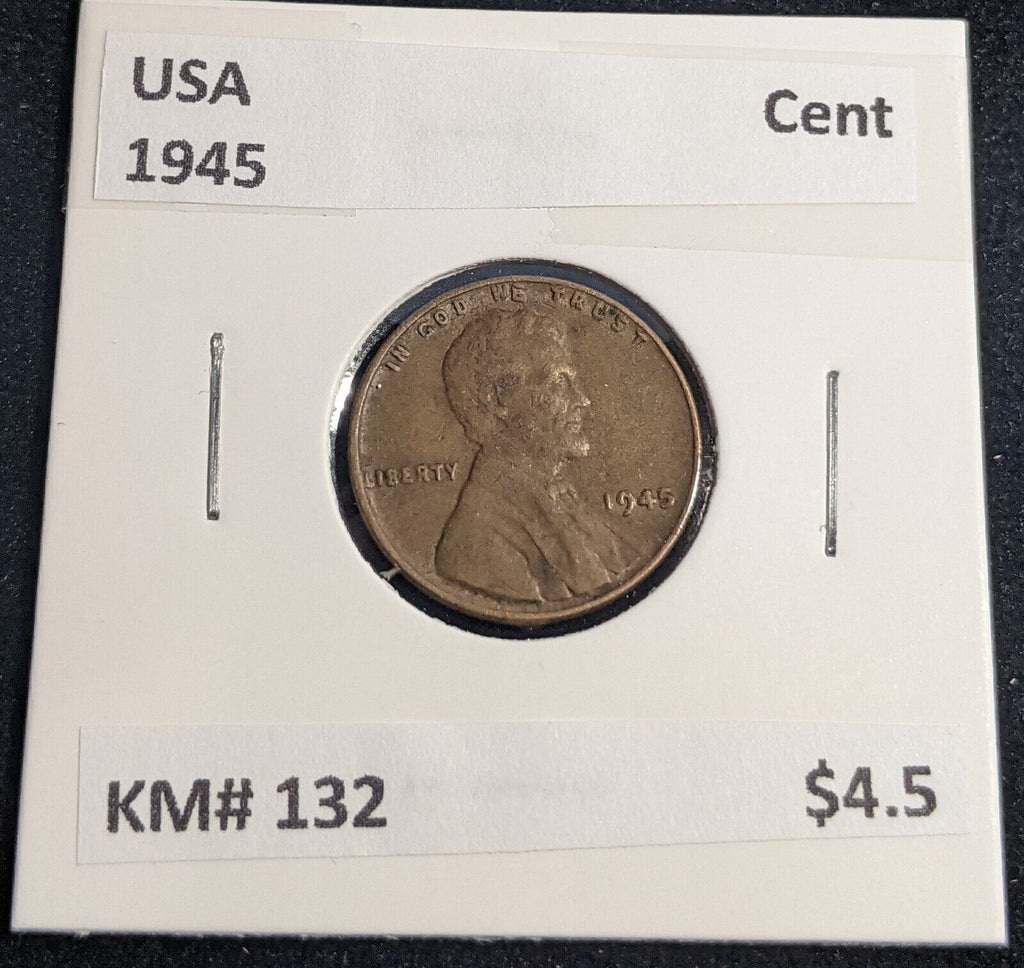 USA
Cent
1945
IN GOD WE TRUST
LIBERTY
1945
KM# 132
$4.5